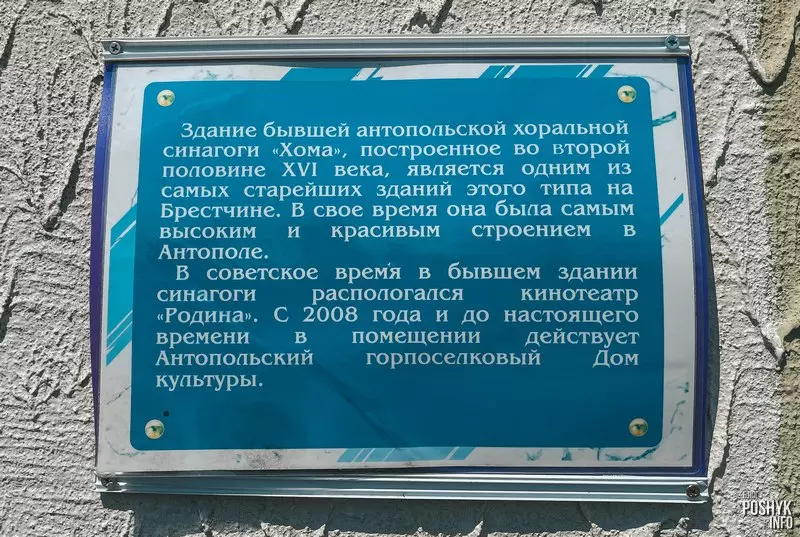 Здание бывшей антопольской хоральной
синагоги «Хома», построенное во второй
половине XVI века, является одним из
самых старейших зданий этого типа на
Брестчине. В свое время она была самым
высоким и красивым строением в
Антополе.
В советское время в бывшем здании
синагоги распологался кинотеатр
«Родина». С 2008 года и до настоящего
времени в помещении действует
Антопольский горпоселковый Дом
культуры.
POSHYK
INFO